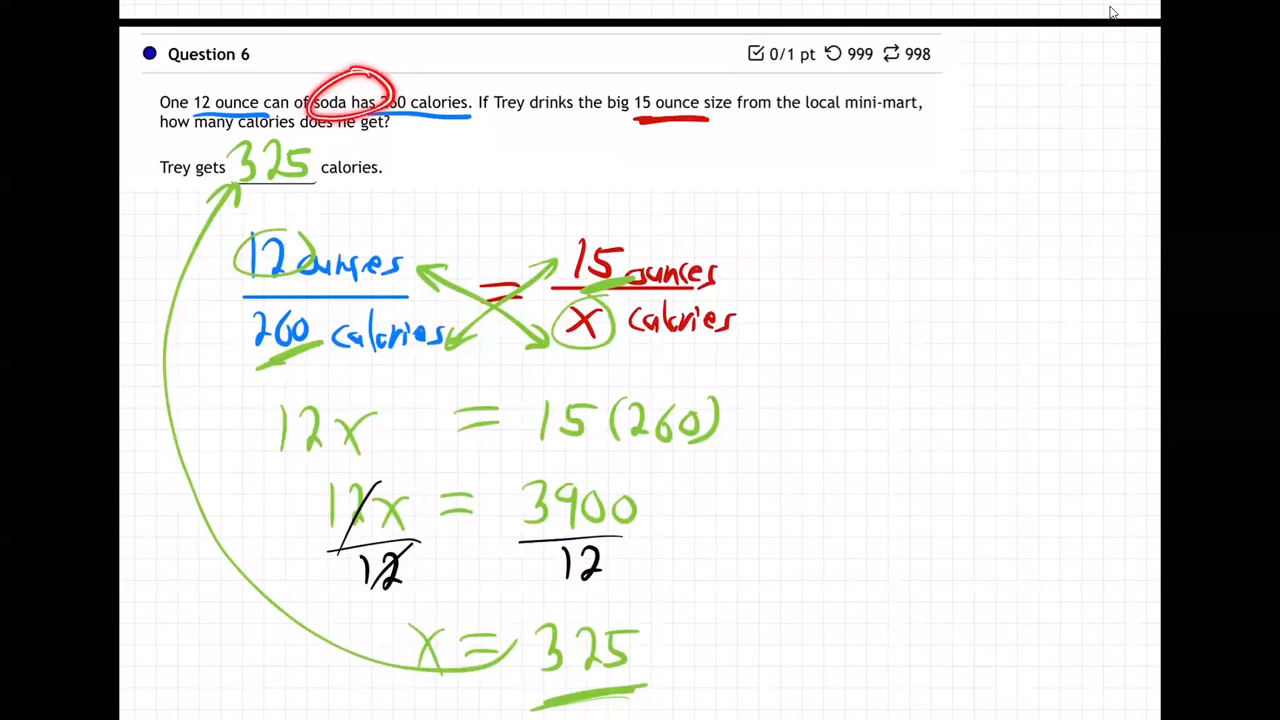 Question 6
0/1 pt 999 998
One 12 ounce can of soda has 260 calories. If Trey drinks the big 15 ounce size from the local mini-mart,
how many calories does he get?
Trey gets 325 calories.
12 ounces = 15 ounces
260 calories x calories
12x = 15(260)
12x = 3900
12 12
x = 325